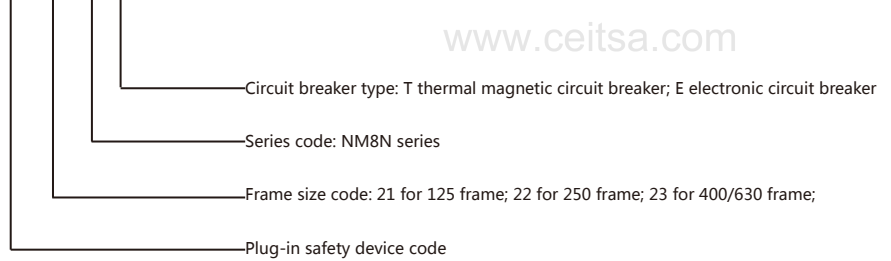 www.ceitsa.com
Circuit breaker type: T thermal magnetic circuit breaker; E electronic circuit breaker
Series code: NM8N series
Frame size code: 21 for 125 frame; 22 for 250 frame; 23 for 400/630 frame;
Plug-in safety device code